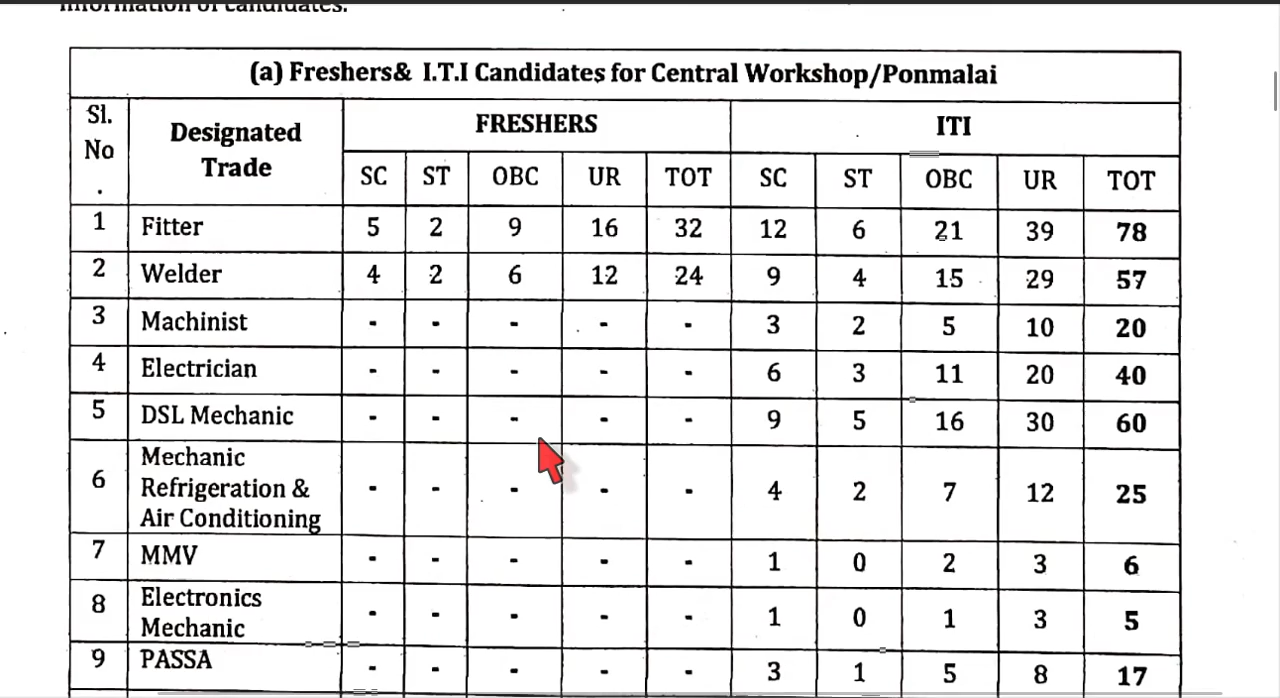 information of candidates.
(a) Freshers& I.T.I Candidates for Central Workshop/Ponmalai
Sl. No . Designated Trade FRESHERS ITI
SC ST OBC UR TOT SC ST OBC UR TOT
1 Fitter 5 2 9 16 32 12 6 21 39 78
2 Welder 4 2 6 12 24 9 4 15 29 57
3 Machinist - - - - - 3 2 5 10 20
4 Electrician - - - - - 6 3 11 20 40
5 DSL Mechanic - - - - - 9 5 16 30 60
6 Mechanic Refrigeration & Air Conditioning - - - - - 4 2 7 12 25
7 MMV - - - - - 1 0 2 3 6
8 Electronics Mechanic - - - - - 1 0 1 3 5
9 PASSA - - - - - 3 1 5 8 17